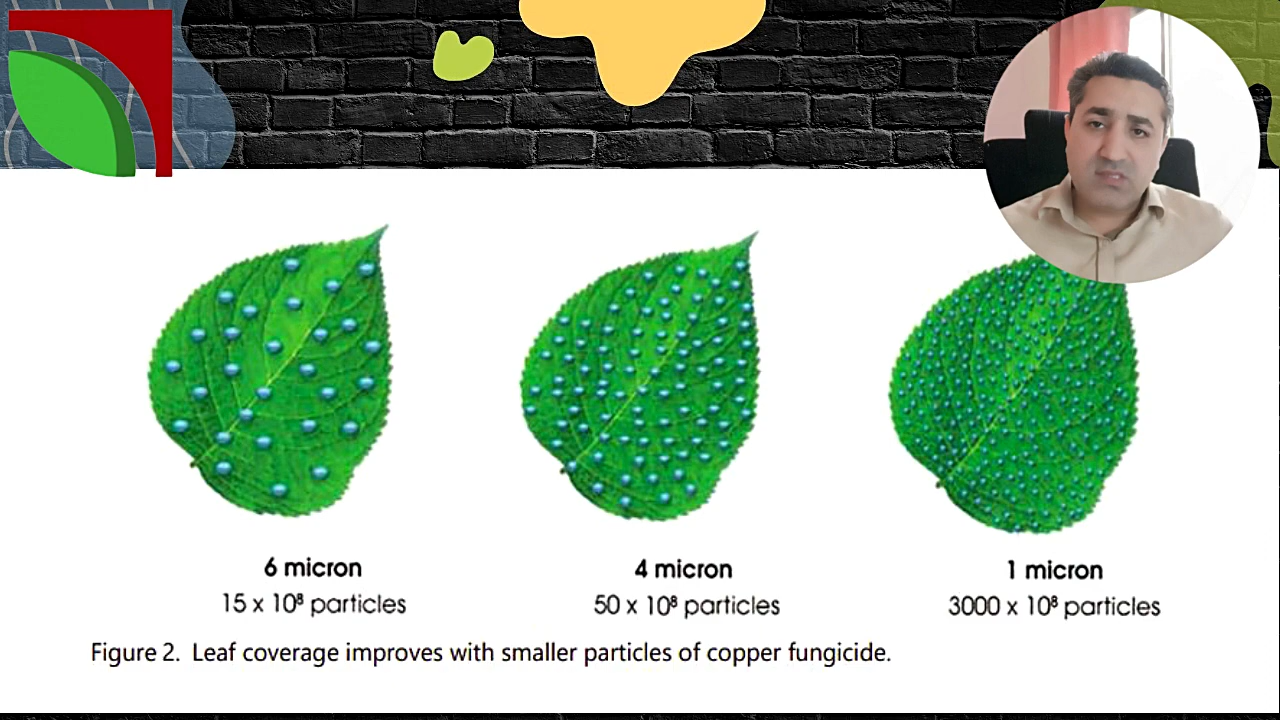 6 micron
15 x 10⁸ particles
4 micron
50 x 10⁸ particles
1 micron
3000 x 10⁸ particles
Figure 2. Leaf coverage improves with smaller particles of copper fungicide.